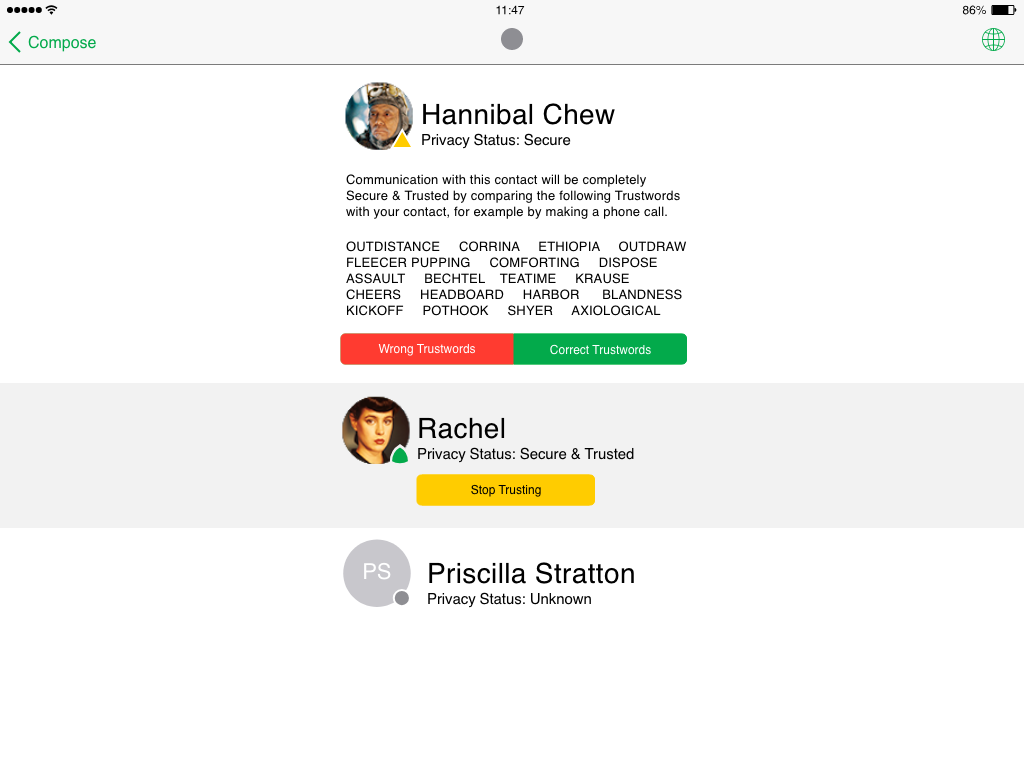 11:47
86%
Compose
Hannibal Chew
Privacy Status: Secure
Communication with this contact will be completely
Secure & Trusted by comparing the following Trustwords
with your contact, for example by making a phone call.
OUTDISTANCE CORRINA ETHIOPIA OUTDRAW
FLEECER PUPPING COMFORTING DISPOSE
ASSAULT BECHTEL TEATIME KRAUSE
CHEERS HEADBOARD HARBOR BLANDNESS
KICKOFF POTHOOK SHYER AXIOLOGICAL
Wrong Trustwords Correct Trustwords
Rachel
Privacy Status: Secure & Trusted
Stop Trusting
PS
Priscilla Stratton
Privacy Status: Unknown